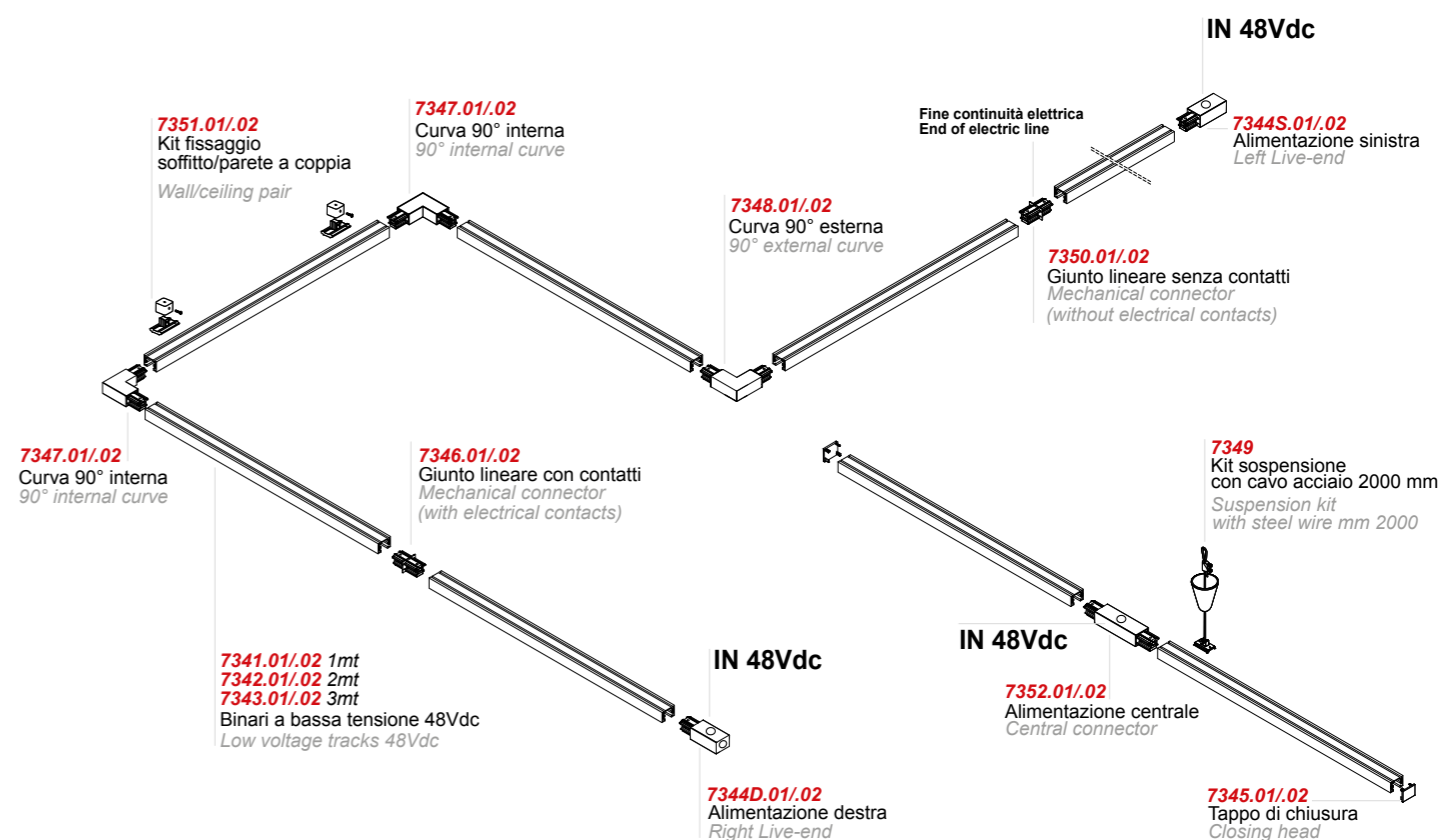 IN 48Vdc
7347.01/.02
Curva 90° interna
90° internal curve
7351.01/.02
Kit fissaggio
soffitto/parete a coppia
Wall/ceiling pair
Fine continuità elettrica
End of electric line
7344S.01/.02
Alimentazione sinistra
Left Live-end
7348.01/.02
Curva 90° esterna
90° external curve
7350.01/.02
Giunto lineare senza contatti
Mechanical connector
(without electrical contacts)
7347.01/.02
Curva 90° interna
90° internal curve
7346.01/.02
Giunto lineare con contatti
Mechanical connector
(with electrical contacts)
7349
Kit sospensione
con cavo acciaio 2000 mm
Suspension kit
with steel wire mm 2000
7341.01/.02 1mt
7342.01/.02 2mt
7343.01/.02 3mt
Binari a bassa tensione 48Vdc
Low voltage tracks 48Vdc
IN 48Vdc
IN 48Vdc
7352.01/.02
Alimentazione centrale
Central connector
7344D.01/.02
Alimentazione destra
Right Live-end
7345.01/.02
Tappo di chiusura
Closing head